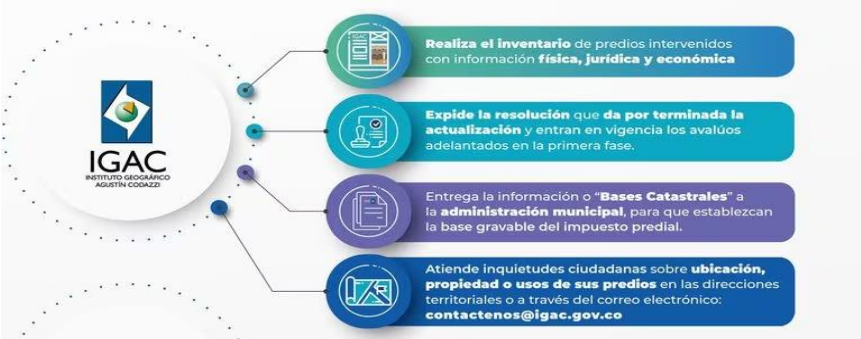 IGAC
INSTITUTO GEOGRÁFICO
AGUSTÍN CODAZZI
IGAC
Realiza el inventario de predios intervenidos
con información física, jurídica y económica
Expide la resolución que da por terminada la
actualización y entran en vigencia los avalúos
adelantados en la primera fase.
Entrega la información o “Bases Catastrales” a
la administración municipal, para que establezcan
la base gravable del impuesto predial.
Atiende inquietudes ciudadanas sobre ubicación,
propiedad o usos de sus predios en las direcciones
territoriales o a través del correo electrónico:
contactenos@igac.gov.co